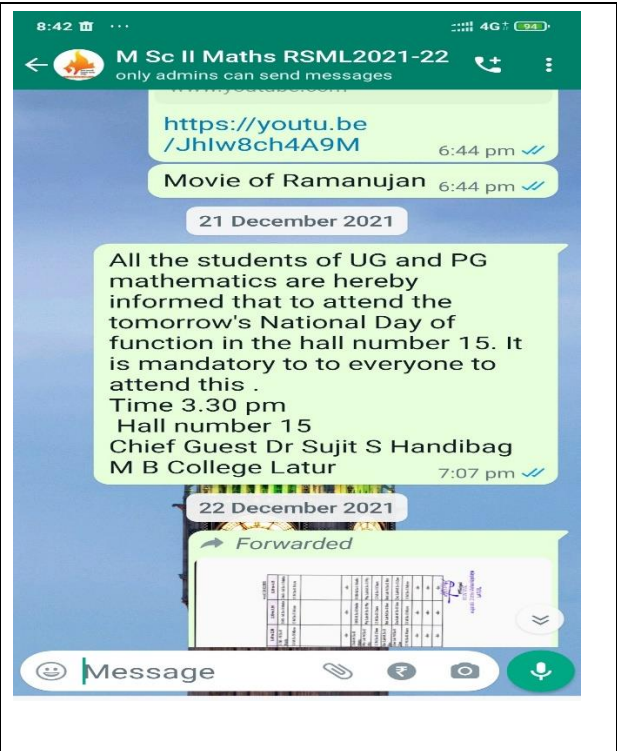 8:42 ...
4G+ 94
M Sc II Maths RSML2021-22
only admins can send messages
www.youtube.com
https://youtu.be
/JhIw8ch4A9M 6:44 pm
Movie of Ramanujan 6:44 pm
21 December 2021
All the students of UG and PG
mathematics are hereby
informed that to attend the
tomorrow's National Day of
function in the hall number 15. It
is mandatory to to everyone to
attend this .
Time 3.30 pm
Hall number 15
Chief Guest Dr Sujit S Handibag
M B College Latur 7:07 pm
22 December 2021
Forwarded
Message